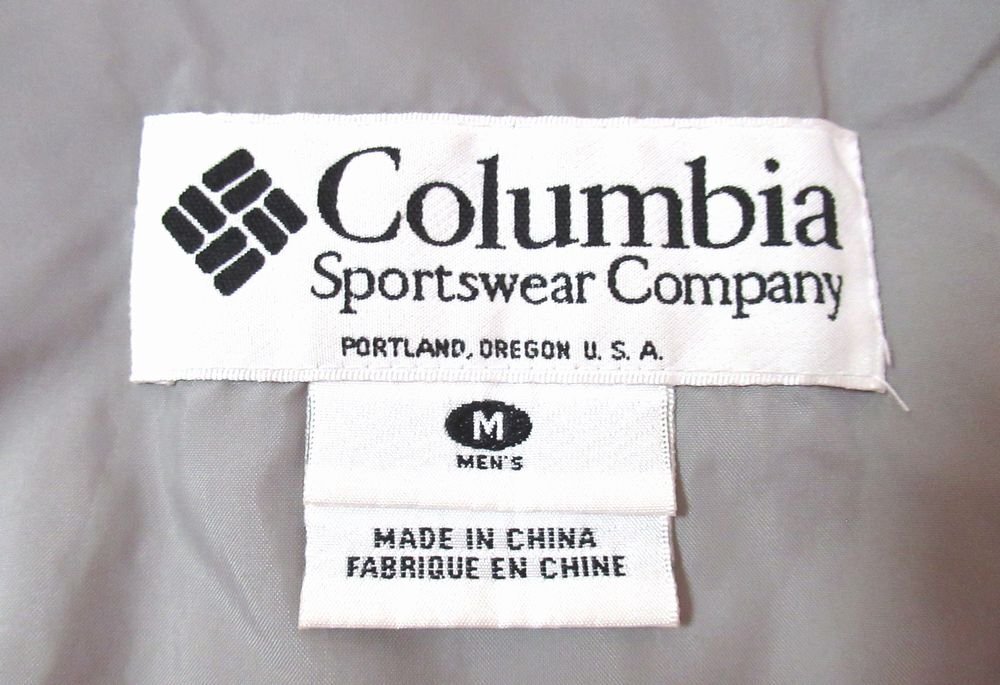 Columbia
Sportswear Company
PORTLAND, OREGON U. S. A.
M
MEN'S
MADE IN CHINA
FABRIQUE EN CHINE